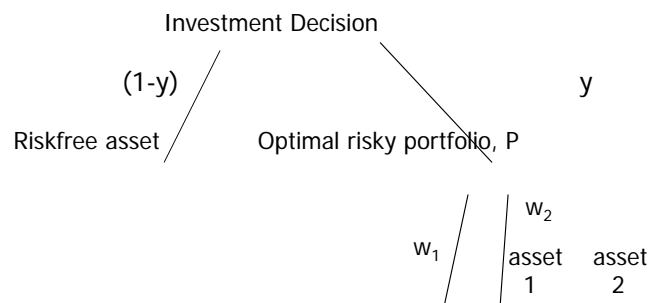 Investment Decision
(1-y) y
Riskfree asset Optimal risky portfolio, P
w₂
w₁
asset asset
1 2